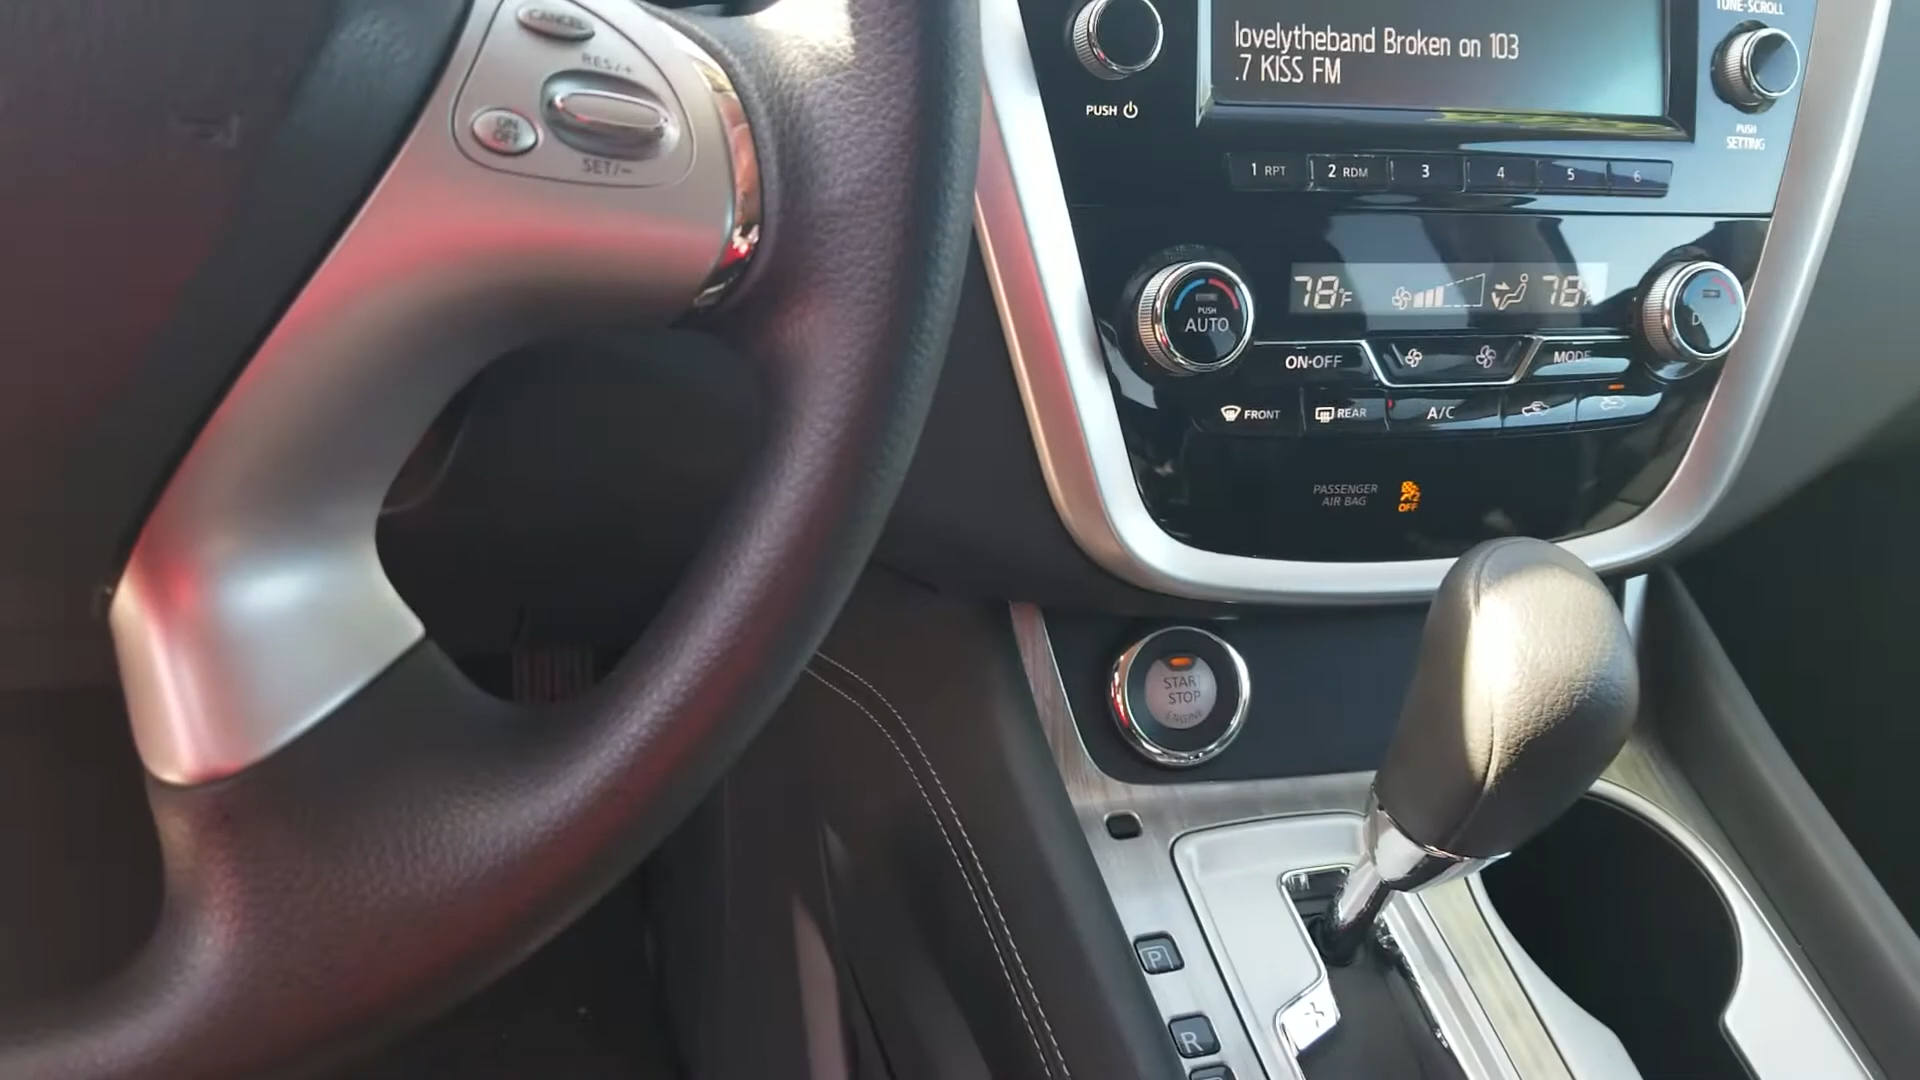 CANCEL
RES/+
ON
OFF
SET/-
lovelytheband Broken on 103
.7 KISS FM
TUNE-SCROLL
PUSH
PUSH
SETTING
1 RPT 2 RDM 3 4 5 6
78°F 78°F
PUSH
AUTO
ON·OFF MODE
FRONT REAR A/C
PASSENGER
AIR BAG
2
OFF
START
STOP
ENGINE
P
R